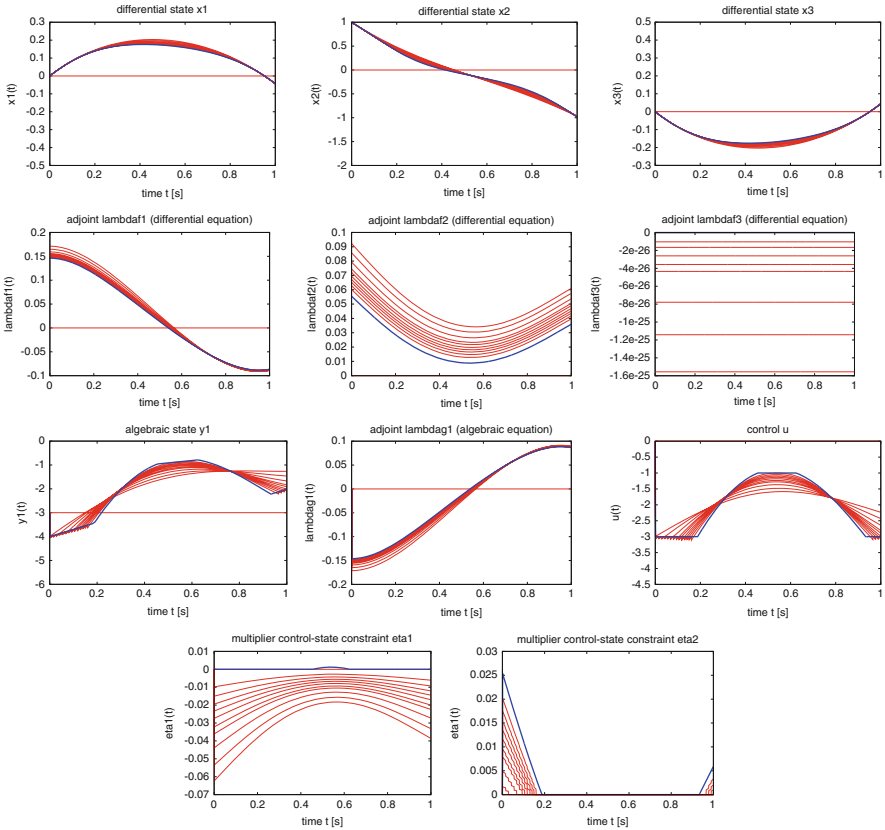 differential state x1
0.3
0.2
0.1
0
-0.1
-0.2
-0.3
-0.4
-0.5
x1(t)
0 0.2 0.4 0.6 0.8 1
time t [s]
differential state x2
1
0.5
0
-0.5
-1
-1.5
-2
x2(t)
0 0.2 0.4 0.6 0.8 1
time t [s]
differential state x3
0.5
0.4
0.3
0.2
0.1
0
-0.1
-0.2
-0.3
x3(t)
0 0.2 0.4 0.6 0.8 1
time t [s]
adjoint lambdaf1 (differential equation)
0.2
0.15
0.1
0.05
0
-0.05
-0.1
lambdaf1(t)
0 0.2 0.4 0.6 0.8 1
time t [s]
adjoint lambdaf2 (differential equation)
0.1
0.09
0.08
0.07
0.06
0.05
0.04
0.03
0.02
0.01
0
lambdaf2(t)
0 0.2 0.4 0.6 0.8 1
time t [s]
adjoint lambdaf3 (differential equation)
0
-2e-26
-4e-26
-6e-26
-8e-26
-1e-25
-1.2e-25
-1.4e-25
-1.6e-25
lambdaf3(t)
0 0.2 0.4 0.6 0.8 1
time t [s]
algebraic state y1
0
-1
-2
-3
-4
-5
-6
y1(t)
0 0.2 0.4 0.6 0.8 1
time t [s]
adjoint lambdag1 (algebraic equation)
0.1
0.05
0
-0.05
-0.1
-0.15
-0.2
lambdag1(t)
0 0.2 0.4 0.6 0.8 1
time t [s]
control u
0
-0.5
-1
-1.5
-2
-2.5
-3
-3.5
-4
-4.5
u(t)
0 0.2 0.4 0.6 0.8 1
time t [s]
multiplier control-state constraint eta1
0.01
0
-0.01
-0.02
-0.03
-0.04
-0.05
-0.06
-0.07
eta1(t)
0 0.2 0.4 0.6 0.8 1
time t [s]
multiplier control-state constraint eta2
0.03
0.025
0.02
0.015
0.01
0.005
0
eta1(t)
0 0.2 0.4 0.6 0.8 1
time t [s]